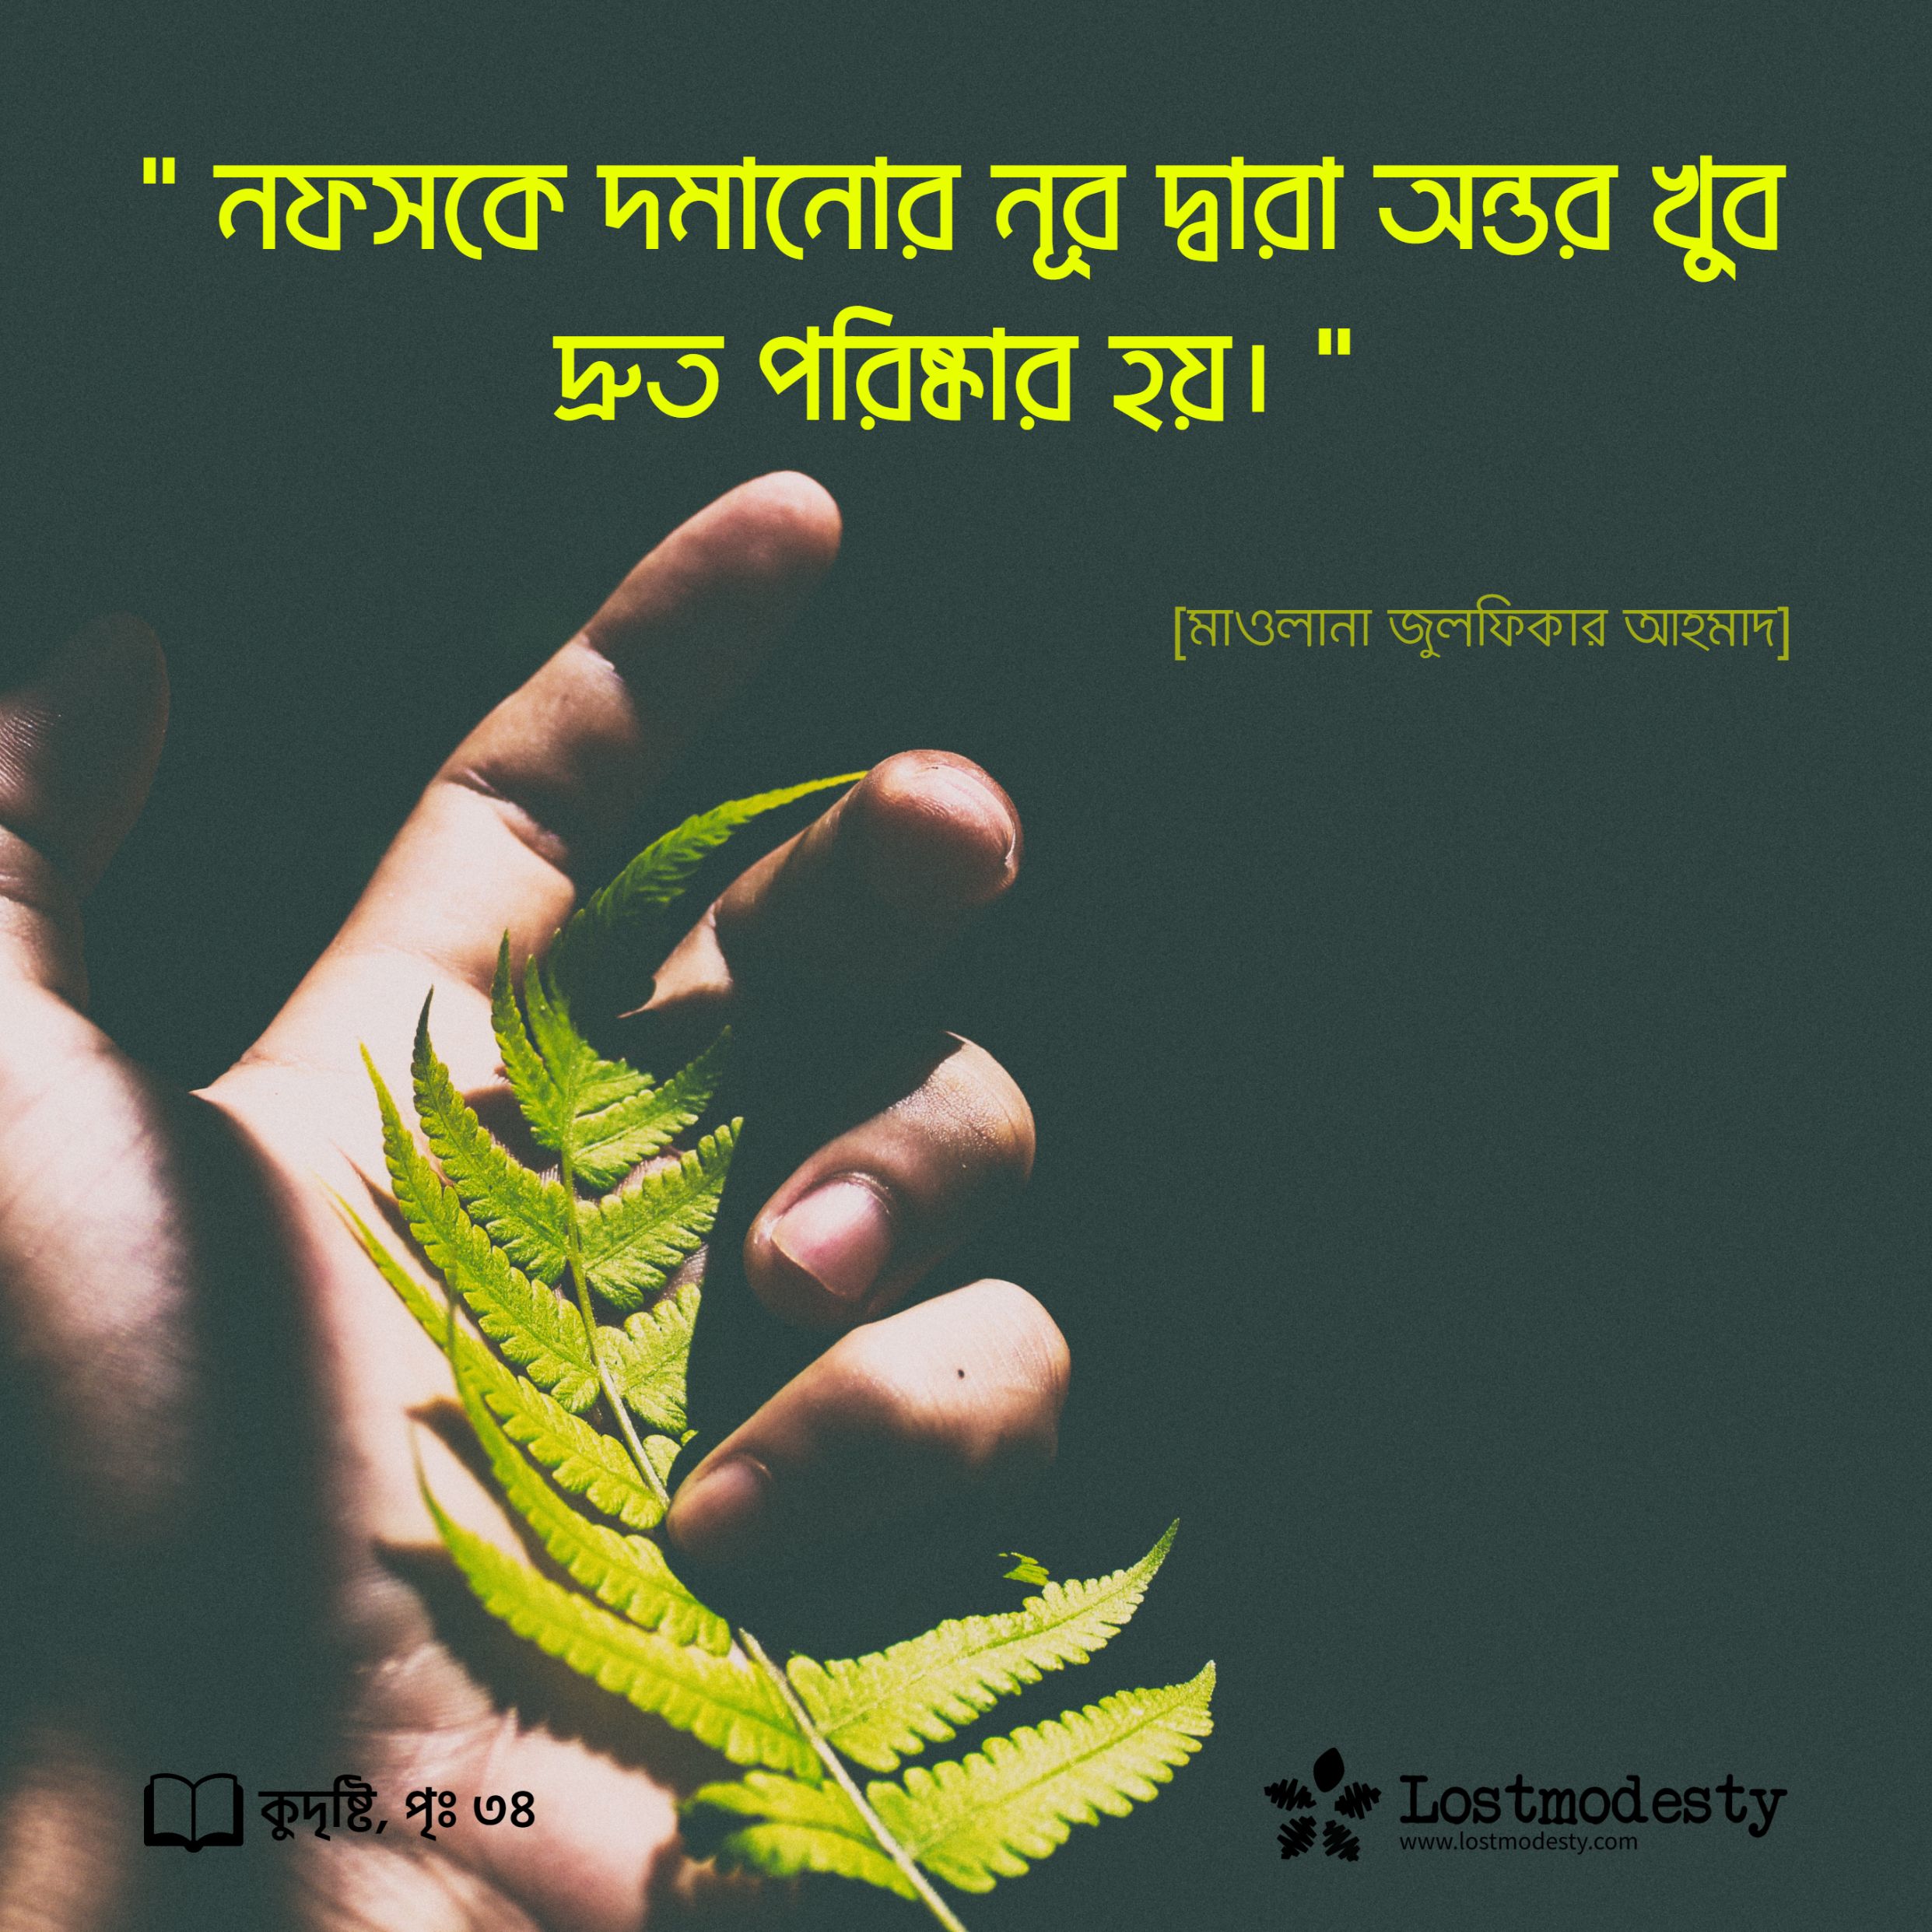 " নফসকে দমানোর নূর দ্বারা অন্তর খুব
দ্রুত পরিষ্কার হয়। "
[মাওলানা জুলফিকার আহমাদ]
কুদৃষ্টি, পৃঃ ৩৪
Lostmodesty
www.lostmodesty.com